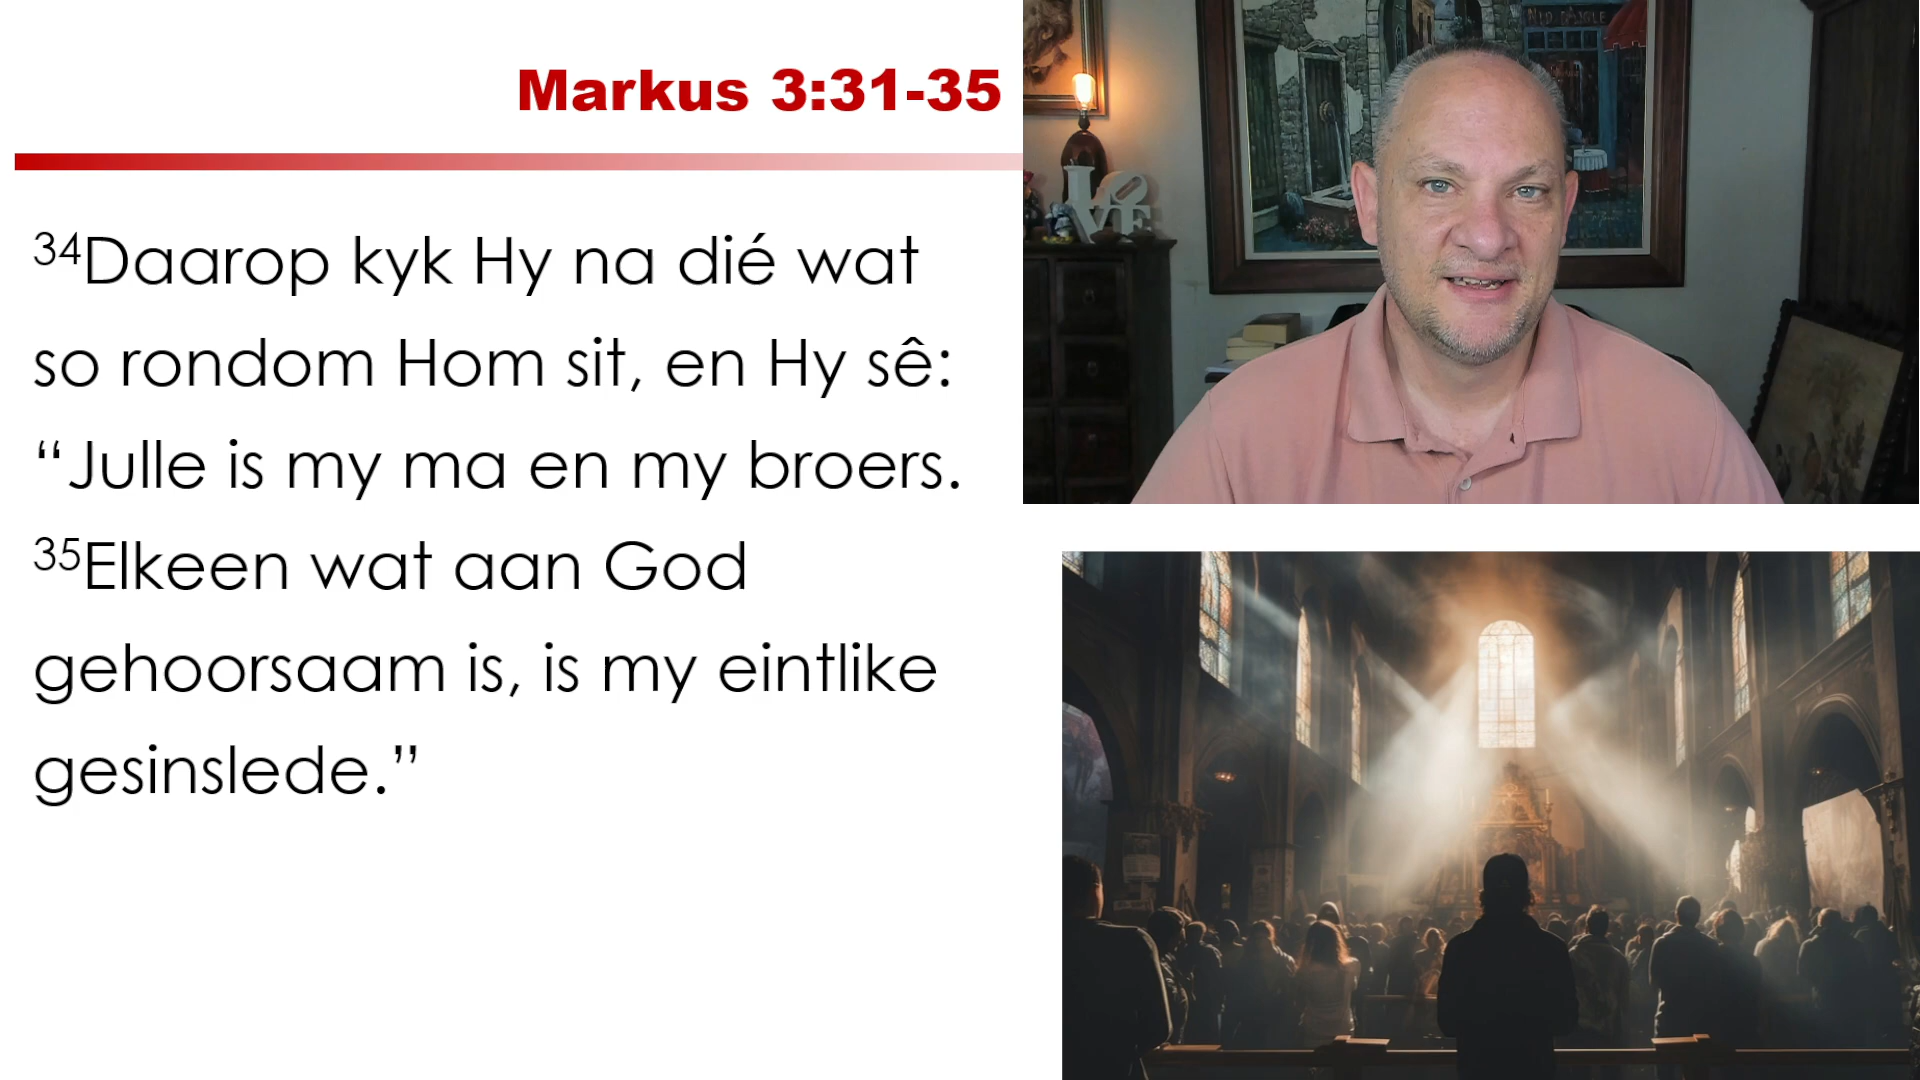 Markus 3:31-35
34Daarop kyk Hy na dié wat
so rondom Hom sit, en Hy sê:
“Julle is my ma en my broers.
35Elkeen wat aan God
gehoorsaam is, is my eintlike
gesinslede.”
LOVE